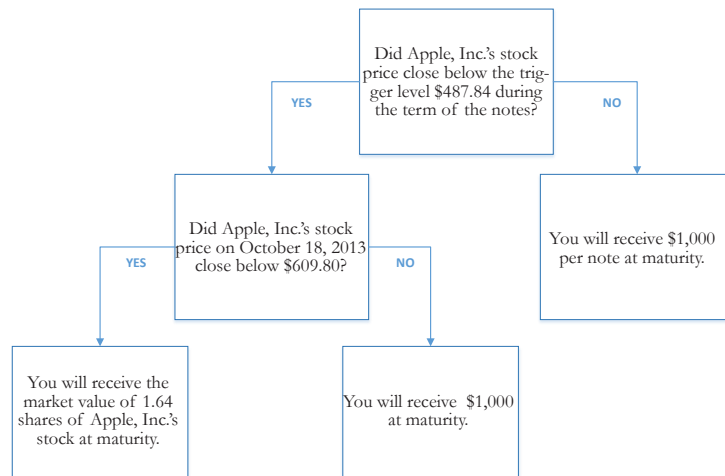 Did Apple, Inc.'s stock
price close below the trig-
ger level $487.84 during
the term of the notes?
YES
NO
Did Apple, Inc.'s stock
price on October 18, 2013
close below $609.80?
You will receive $1,000
per note at maturity.
YES
NO
You will receive the
market value of 1.64
shares of Apple, Inc.'s
stock at maturity.
You will receive $1,000
at maturity.